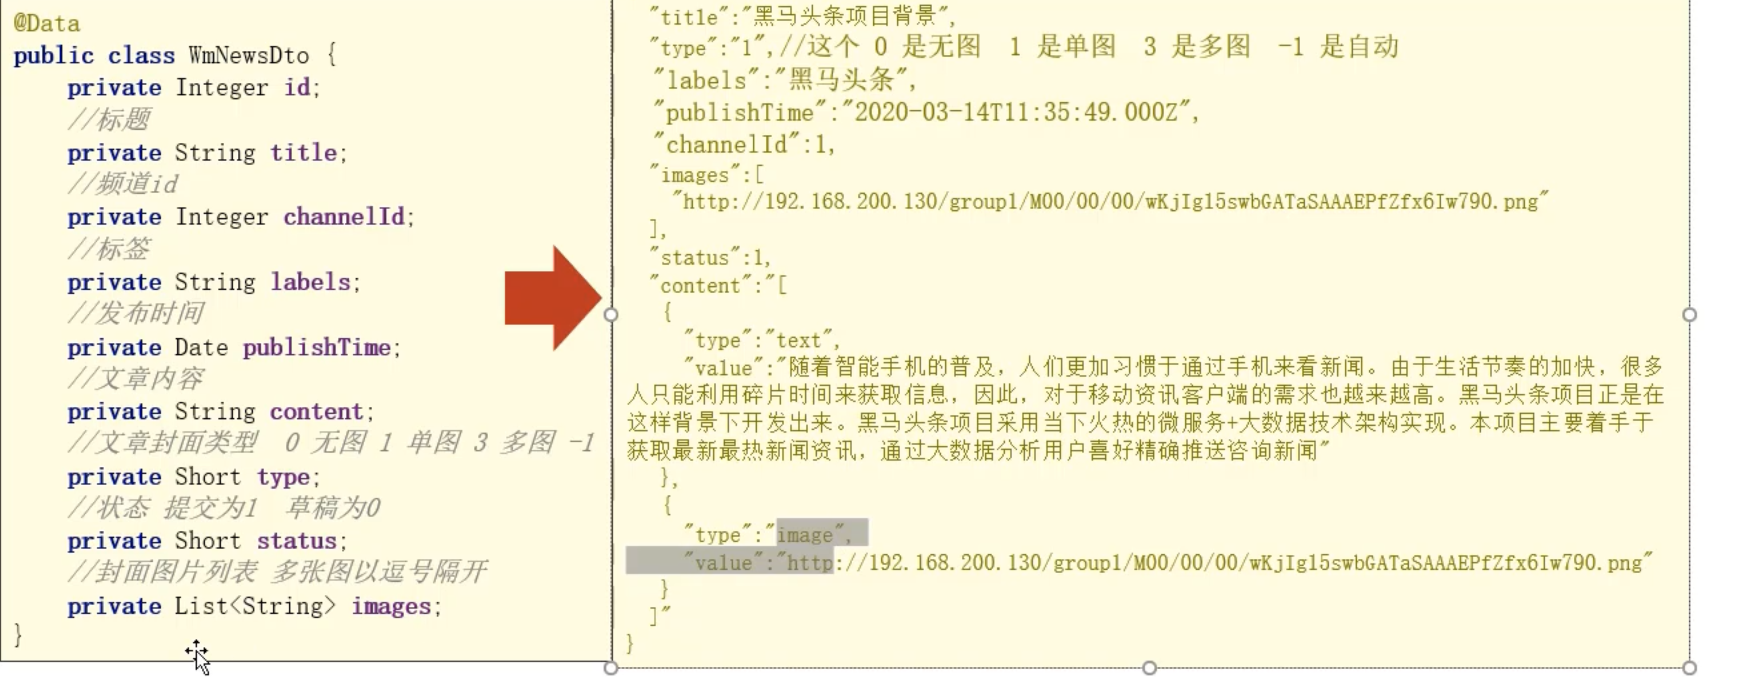 @Data
public class WmNewsDto {
private Integer id;
//标题
private String title;
//频道id
private Integer channelId;
//标签
private String labels;
//发布时间
private Date publishTime;
//文章内容
private String content;
//文章封面类型  0 无图 1 单图 3 多图 -1
private Short type;
//状态 提交为1  草稿为0
private Short status;
//封面图片列表 多张图以逗号隔开
private List<String> images;
}
"title":"黑马头条项目背景",
"type":"1",//这个 0 是无图  1 是单图  3 是多图  -1 是自动
"labels":"黑马头条",
"publishTime":"2020-03-14T11:35:49.000Z",
"channelId":1,
"images":[
"http://192.168.200.130/group1/M00/00/00/wKjIgl5swbGATaSAAAEPfZfx6Iw790.png"
],
"status":1,
"content":"[
{
"type":"text",
"value":"随着智能手机的普及，人们更加习惯于通过手机来看新闻。由于生活节奏的加快，很多
人只能利用碎片时间来获取信息，因此，对于移动资讯客户端的需求也越来越高。黑马头条项目正是在
这样背景下开发出来。黑马头条项目采用当下火热的微服务+大数据技术架构实现。本项目主要着手于
获取最新最热新闻资讯，通过大数据分析用户喜好精确推送咨询新闻"
},
{
"type":"image",
"value":"http://192.168.200.130/group1/M00/00/00/wKjIgl5swbGATaSAAAEPfZfx6Iw790.png"
}
]"
}